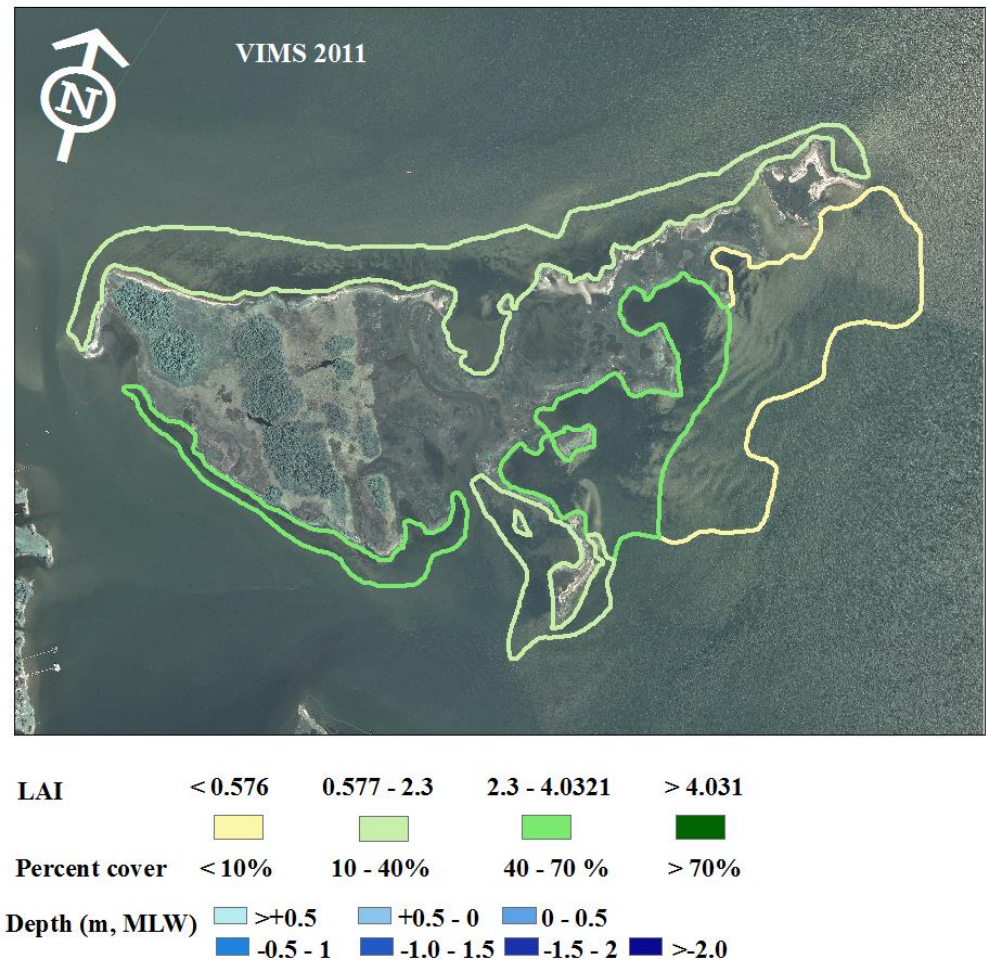 VIMS 2011
N
LAI < 0.576 0.577 - 2.3 2.3 - 4.0321 > 4.031
Percent cover < 10% 10 - 40% 40 - 70 % > 70%
Depth (m, MLW) >+0.5 +0.5 - 0 0 - 0.5
-0.5 - 1 -1.0 - 1.5 -1.5 - 2 >-2.0